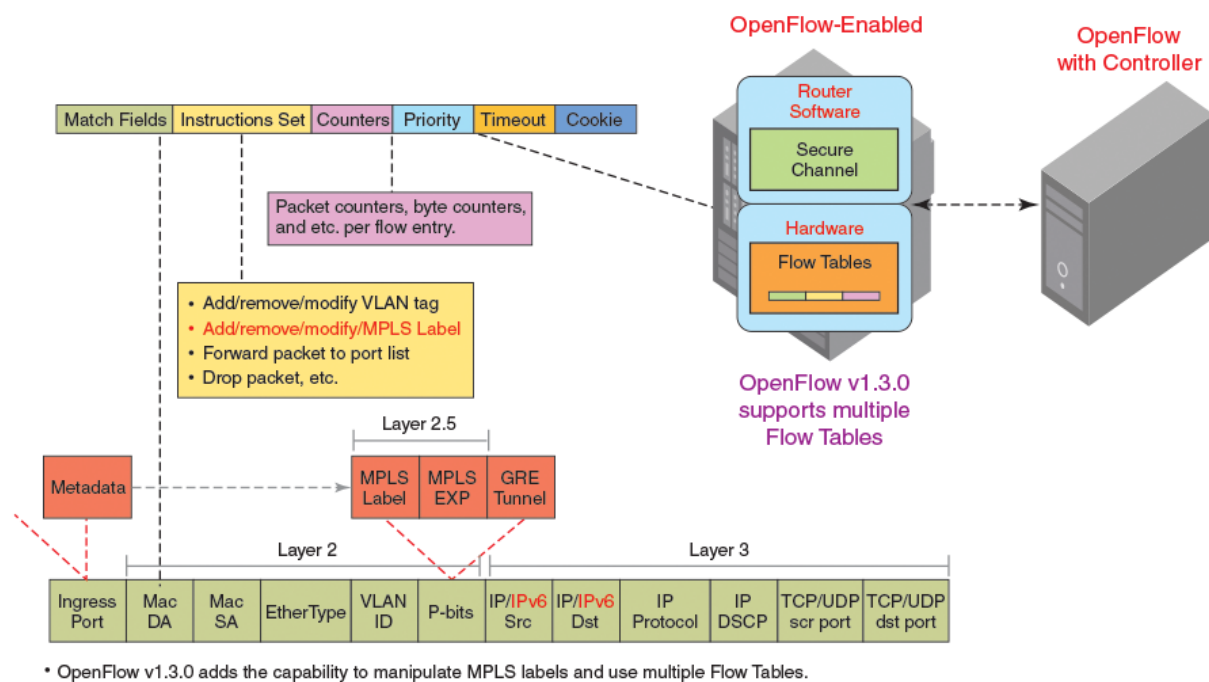 OpenFlow-Enabled
OpenFlow
with Controller
Router
Software
Secure
Channel
Match Fields Instructions Set Counters Priority Timeout Cookie
Packet counters, byte counters,
and etc. per flow entry.
Hardware
Flow Tables
• Add/remove/modify VLAN tag
• Add/remove/modify/MPLS Label
• Forward packet to port list
• Drop packet, etc.
OpenFlow v1.3.0
supports multiple
Flow Tables
Layer 2.5
Metadata
MPLS
Label
MPLS
EXP
GRE
Tunnel
Layer 2
Layer 3
Ingress
Port
Mac
DA
Mac
SA
EtherType
VLAN
ID
P-bits
IP/IPv6
Src
IP/IPv6
Dst
IP
Protocol
IP
DSCP
TCP/UDP
scr port
TCP/UDP
dst port
• OpenFlow v1.3.0 adds the capability to manipulate MPLS labels and use multiple Flow Tables.